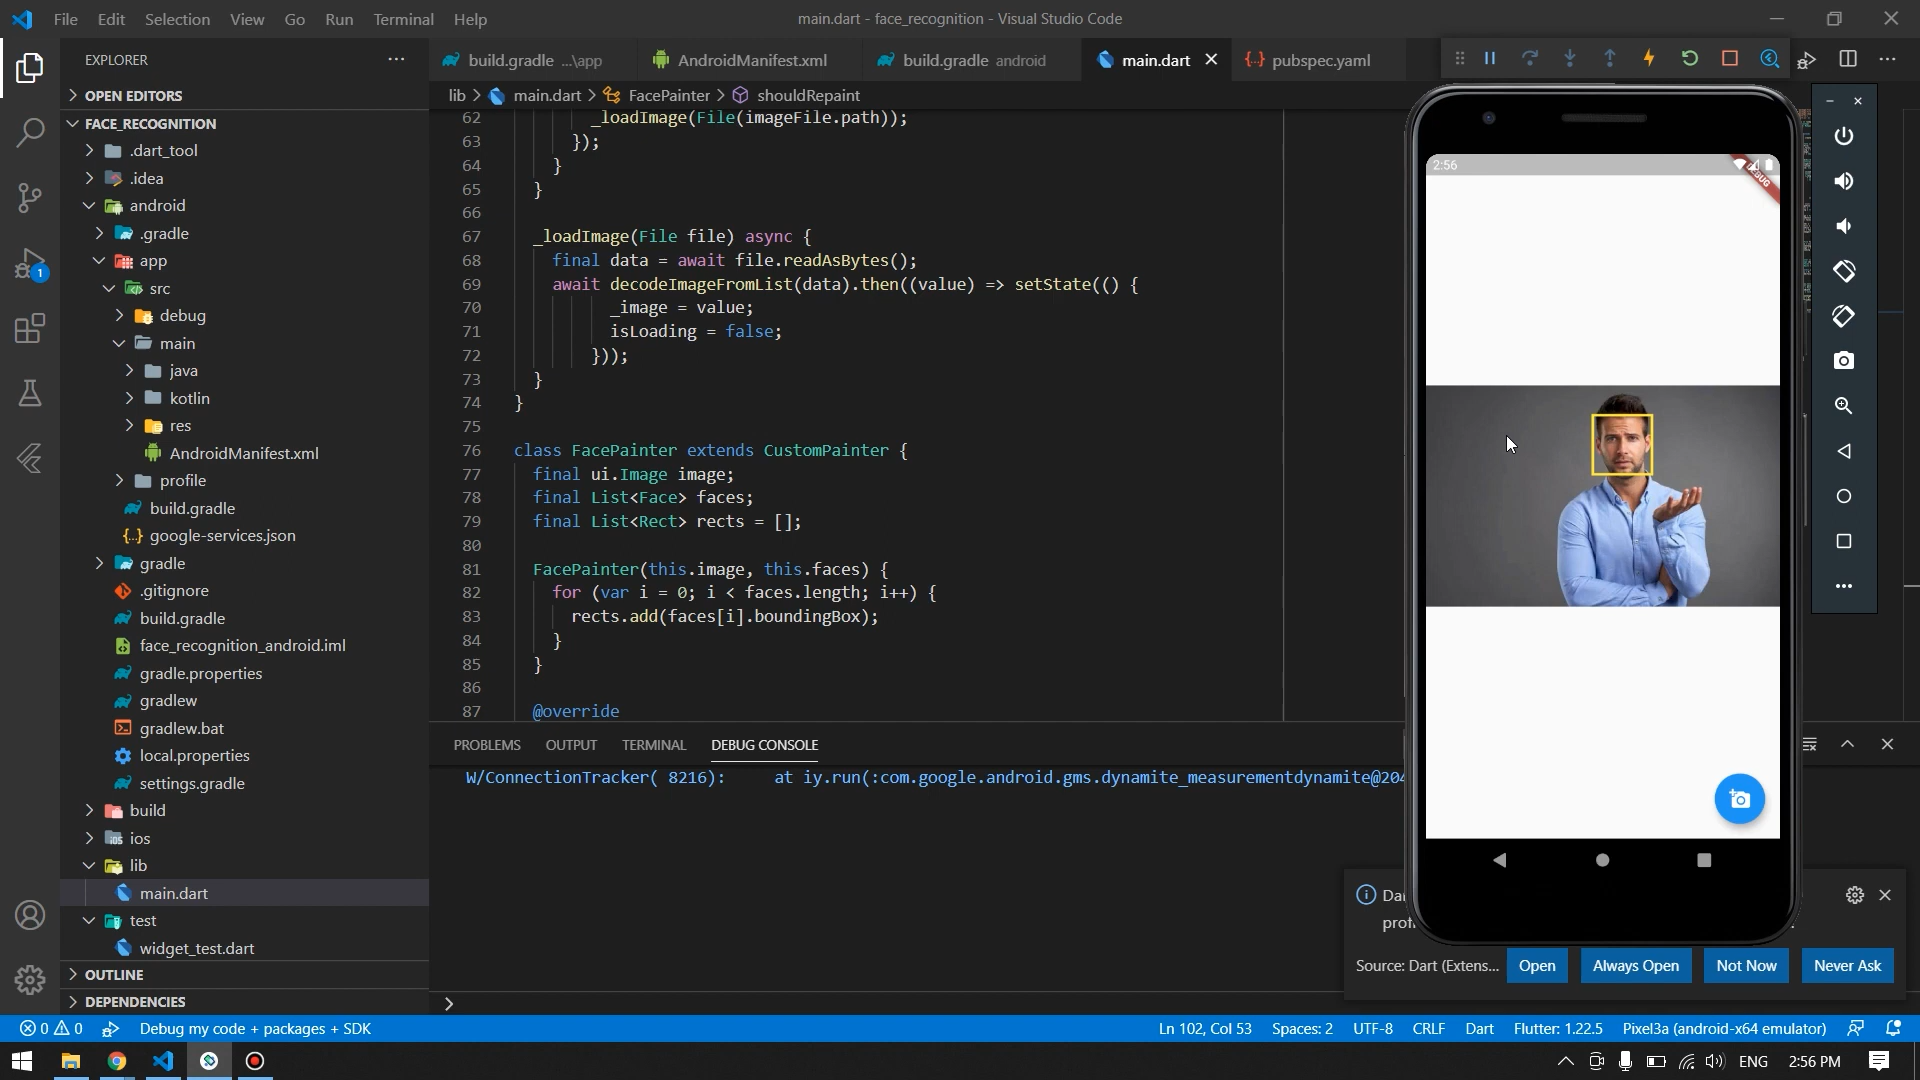 File Edit Selection View Go Run Terminal Help
main.dart - face_recognition - Visual Studio Code
EXPLORER
OPEN EDITORS
FACE_RECOGNITION
.dart_tool
.idea
android
.gradle
app
src
debug
main
java
kotlin
res
AndroidManifest.xml
profile
build.gradle
google-services.json
gradle
.gitignore
build.gradle
face_recognition_android.iml
gradle.properties
gradlew
gradlew.bat
local.properties
settings.gradle
build
ios
lib
main.dart
test
widget_test.dart
OUTLINE
DEPENDENCIES
1
build.gradle ...\app
AndroidManifest.xml
build.gradle android
main.dart
pubspec.yaml
lib > main.dart > FacePainter > shouldRepaint
62 _loadImage(File(imageFile.path));
63 });
64 }
65 }
66
67 _loadImage(File file) async {
68 final data = await file.readAsBytes();
69 await decodeImageFromList(data).then((value) => setState(() {
70 _image = value;
71 isLoading = false;
72 }));
73 }
74 }
75
76 class FacePainter extends CustomPainter {
77 final ui.Image image;
78 final List<Face> faces;
79 final List<Rect> rects = [];
80
81 FacePainter(this.image, this.faces) {
82 for (var i = 0; i < faces.length; i++) {
83 rects.add(faces[i].boundingBox);
84 }
85 }
86
87 @override
PROBLEMS OUTPUT TERMINAL DEBUG CONSOLE
W/ConnectionTracker( 8216): at iy.run(:com.google.android.gms.dynamite_measurementdynamite@204
2:56
DEBUG
Source: Dart (Extens...
Open
Always Open
Not Now
Never Ask
0 0
Debug my code + packages + SDK
Ln 102, Col 53
Spaces: 2
UTF-8
CRLF
Dart
Flutter: 1.22.5
Pixel3a (android-x64 emulator)
ENG
2:56 PM